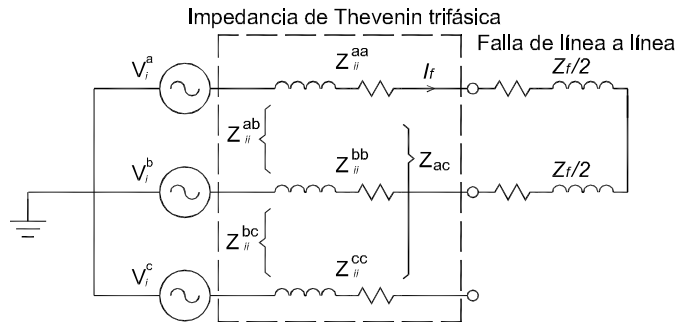 Impedancia de Thevenin trifásica
Falla de línea a línea
V_i^a
Z_ii^aa
I_f
Z_f/2
Z_ii^ab
Z_ac
V_i^b
Z_ii^bb
Z_f/2
Z_ii^bc
V_i^c
Z_ii^cc